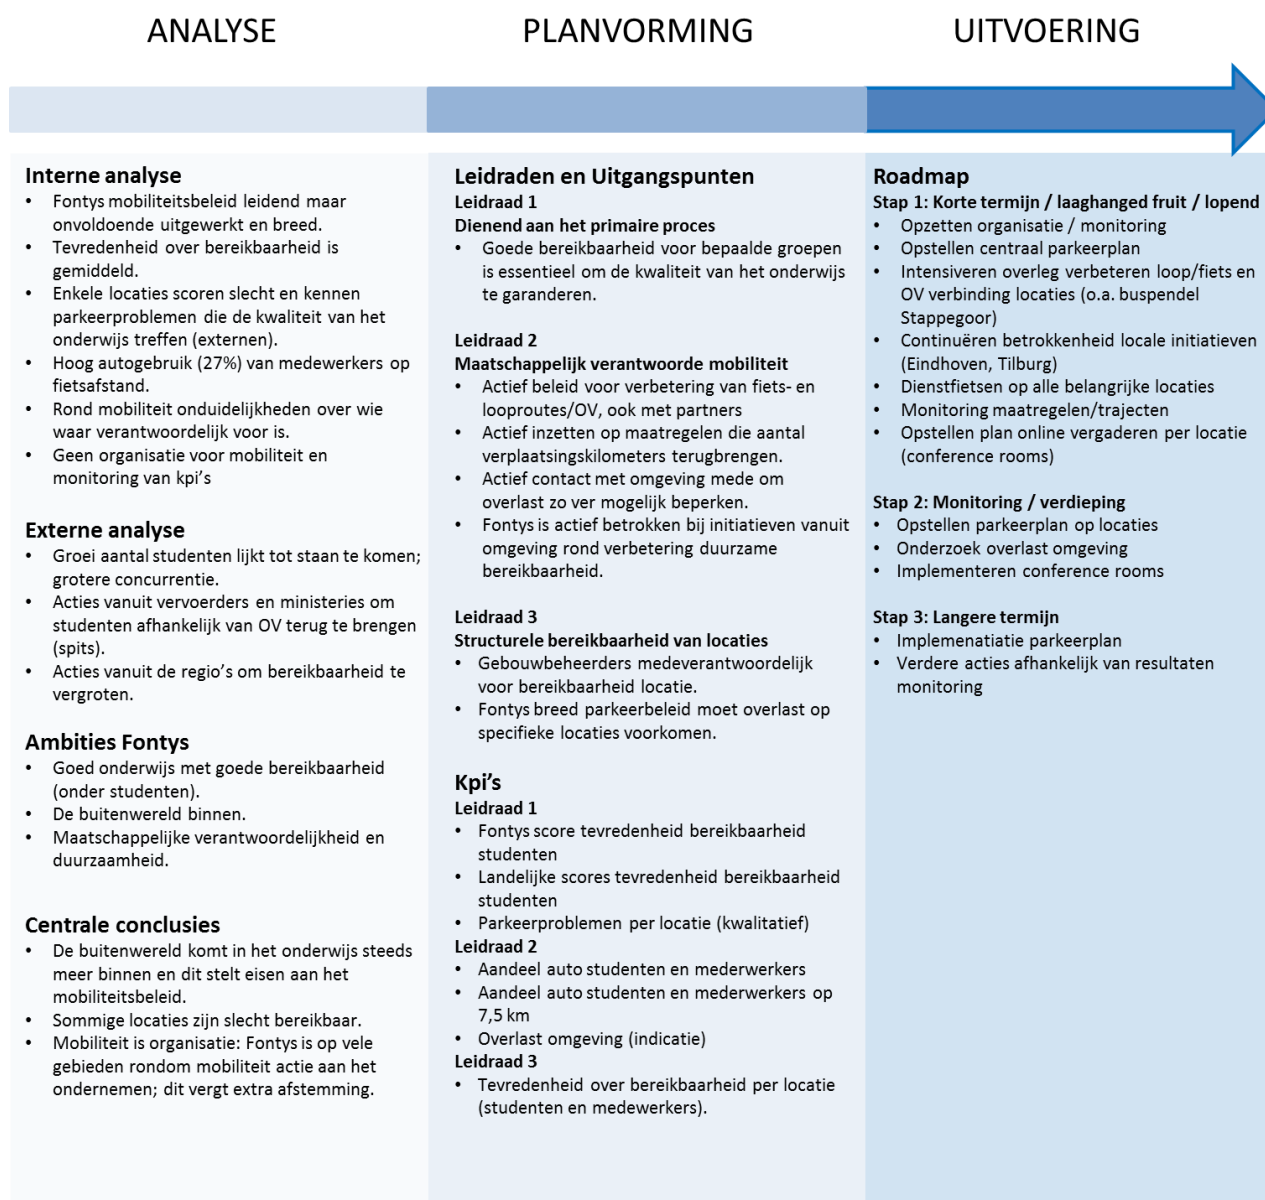 ANALYSE
PLANVORMING
UITVOERING
Interne analyse
• Fontys mobiliteitsbeleid leidend maar
onvoldoende uitgewerkt en breed.
• Tevredenheid over bereikbaarheid is
gemiddeld.
• Enkele locaties scoren slecht en kennen
parkeerproblemen die de kwaliteit van het
onderwijs treffen (externen).
• Hoog autogebruik (27%) van medewerkers op
fietsafstand.
• Rond mobiliteit onduidelijkheden over wie
waar verantwoordelijk voor is.
• Geen organisatie voor mobiliteit en
monitoring van kpi's
Externe analyse
• Groei aantal studenten lijkt tot staan te komen;
grotere concurrentie.
• Acties vanuit vervoerders en ministeries om
studenten afhankelijk van OV terug te brengen
(spits).
• Acties vanuit de regio's om bereikbaarheid te
vergroten.
Ambities Fontys
• Goed onderwijs met goede bereikbaarheid
(onder studenten).
• De buitenwereld binnen.
• Maatschappelijke verantwoordelijkheid en
duurzaamheid.
Centrale conclusies
• De buitenwereld komt in het onderwijs steeds
meer binnen en dit stelt eisen aan het
mobiliteitsbeleid.
• Sommige locaties zijn slecht bereikbaar.
• Mobiliteit is organisatie: Fontys is op vele
gebieden rondom mobiliteit actie aan het
ondernemen; dit vergt extra afstemming.
Leidraden en Uitgangspunten
Leidraad 1
Dienend aan het primaire proces
• Goede bereikbaarheid voor bepaalde groepen
is essentieel om de kwaliteit van het onderwijs
te garanderen.
Leidraad 2
Maatschappelijk verantwoorde mobiliteit
• Actief beleid voor verbetering van fiets- en
looproutes/OV, ook met partners
• Actief inzetten op maatregelen die aantal
verplaatsingskilometers terugbrengen.
• Actief contact met omgeving mede om
overlast zo ver mogelijk beperken.
• Fontys is actief betrokken bij initiatieven vanuit
omgeving rond verbetering duurzame
bereikbaarheid.
Leidraad 3
Structurele bereikbaarheid van locaties
• Gebouwbeheerders medeverantwoordelijk
voor bereikbaarheid locatie.
• Fontys breed parkeerbeleid moet overlast op
specifieke locaties voorkomen.
Kpi's
Leidraad 1
• Fontys score tevredenheid bereikbaarheid
studenten
• Landelijke scores tevredenheid bereikbaarheid
studenten
• Parkeerproblemen per locatie (kwalitatief)
Leidraad 2
• Aandeel auto studenten en mederwerkers
• Aandeel auto studenten en mederwerkers op
7,5 km
• Overlast omgeving (indicatie)
Leidraad 3
• Tevredenheid over bereikbaarheid per locatie
(studenten en medewerkers).
Roadmap
Stap 1: Korte termijn / laaghanged fruit / lopend
• Opzetten organisatie / monitoring
• Opstellen centraal parkeerplan
• Intensiveren overleg verbeteren loop/fiets en
OV verbinding locaties (o.a. buspendel
Stappegoor)
• Continuëren betrokkenheid locale initiatieven
(Eindhoven, Tilburg)
• Dienstfietsen op alle belangrijke locaties
• Monitoring maatregelen/trajecten
• Opstellen plan online vergaderen per locatie
(conference rooms)
Stap 2: Monitoring / verdieping
• Opstellen parkeerplan op locaties
• Onderzoek overlast omgeving
• Implementeren conference rooms
Stap 3: Langere termijn
• Implemenatiatie parkeerplan
• Verdere acties afhankelijk van resultaten
monitoring